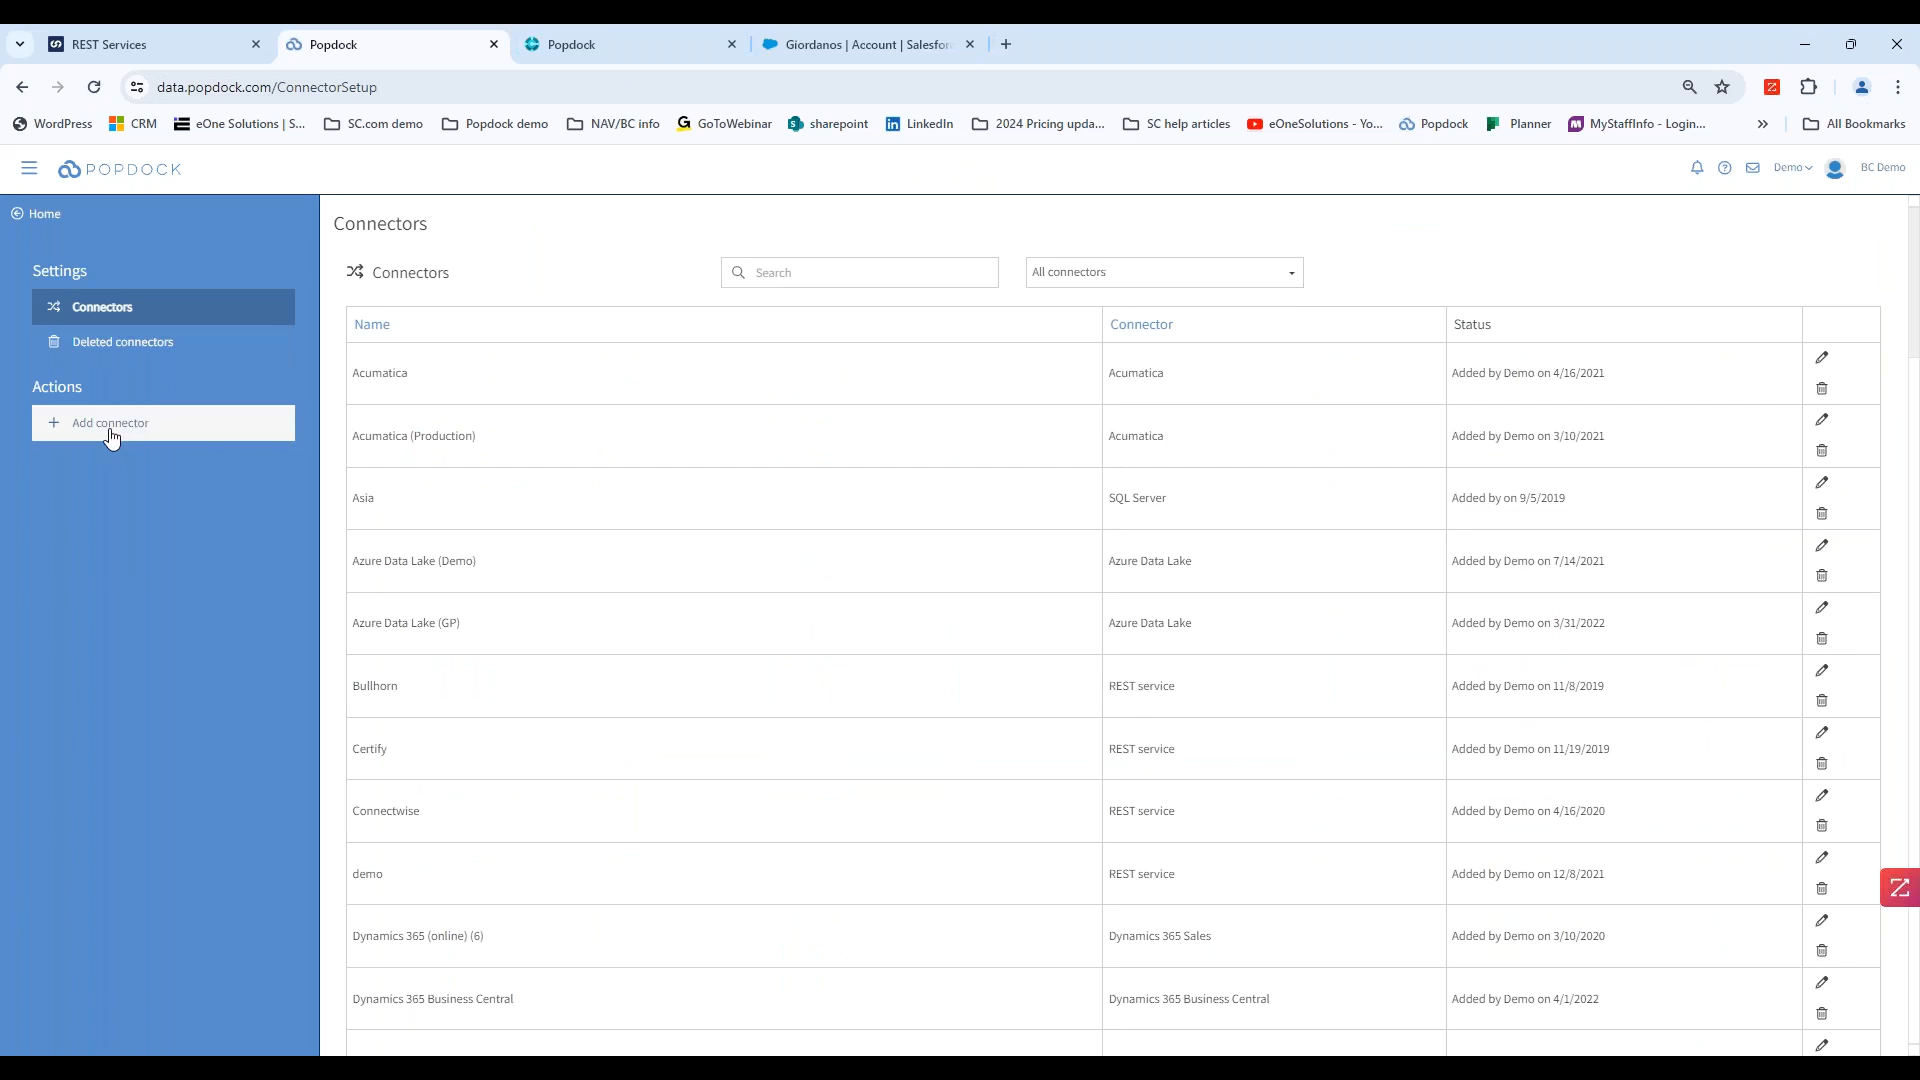 REST Services
Popdock
Popdock
Giordanos | Account | Salesfor
data.popdock.com/ConnectorSetup
WordPress
CRM
eOne Solutions | S...
SC.com demo
Popdock demo
NAV/BC info
GoToWebinar
sharepoint
LinkedIn
2024 Pricing upda...
SC help articles
eOneSolutions - Yo...
Popdock
Planner
MyStaffInfo - Login...
All Bookmarks
POPDOCK
Demo
BC Demo
Home
Settings
Connectors
Deleted connectors
Actions
Add connector
Connectors
Connectors
Search
All connectors
Name Connector Status
Acumatica Acumatica Added by Demo on 4/16/2021
Acumatica (Production) Acumatica Added by Demo on 3/10/2021
Asia SQL Server Added by on 9/5/2019
Azure Data Lake (Demo) Azure Data Lake Added by Demo on 7/14/2021
Azure Data Lake (GP) Azure Data Lake Added by Demo on 3/31/2022
Bullhorn REST service Added by Demo on 11/8/2019
Certify REST service Added by Demo on 11/19/2019
Connectwise REST service Added by Demo on 4/16/2020
demo REST service Added by Demo on 12/8/2021
Dynamics 365 (online) (6) Dynamics 365 Sales Added by Demo on 3/10/2020
Dynamics 365 Business Central Dynamics 365 Business Central Added by Demo on 4/1/2022